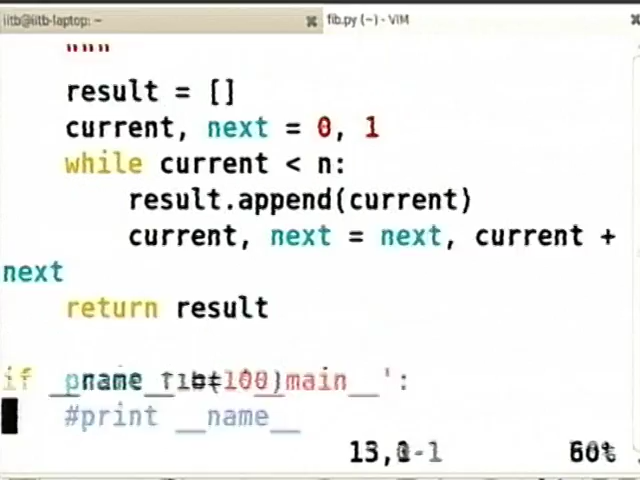 iitb@iitb-laptop: ~ fib.py (~) - VIM
"""
result = []
current, next = 0, 1
while current < n:
result.append(current)
current, next = next, current +
next
return result
if
#print __name__